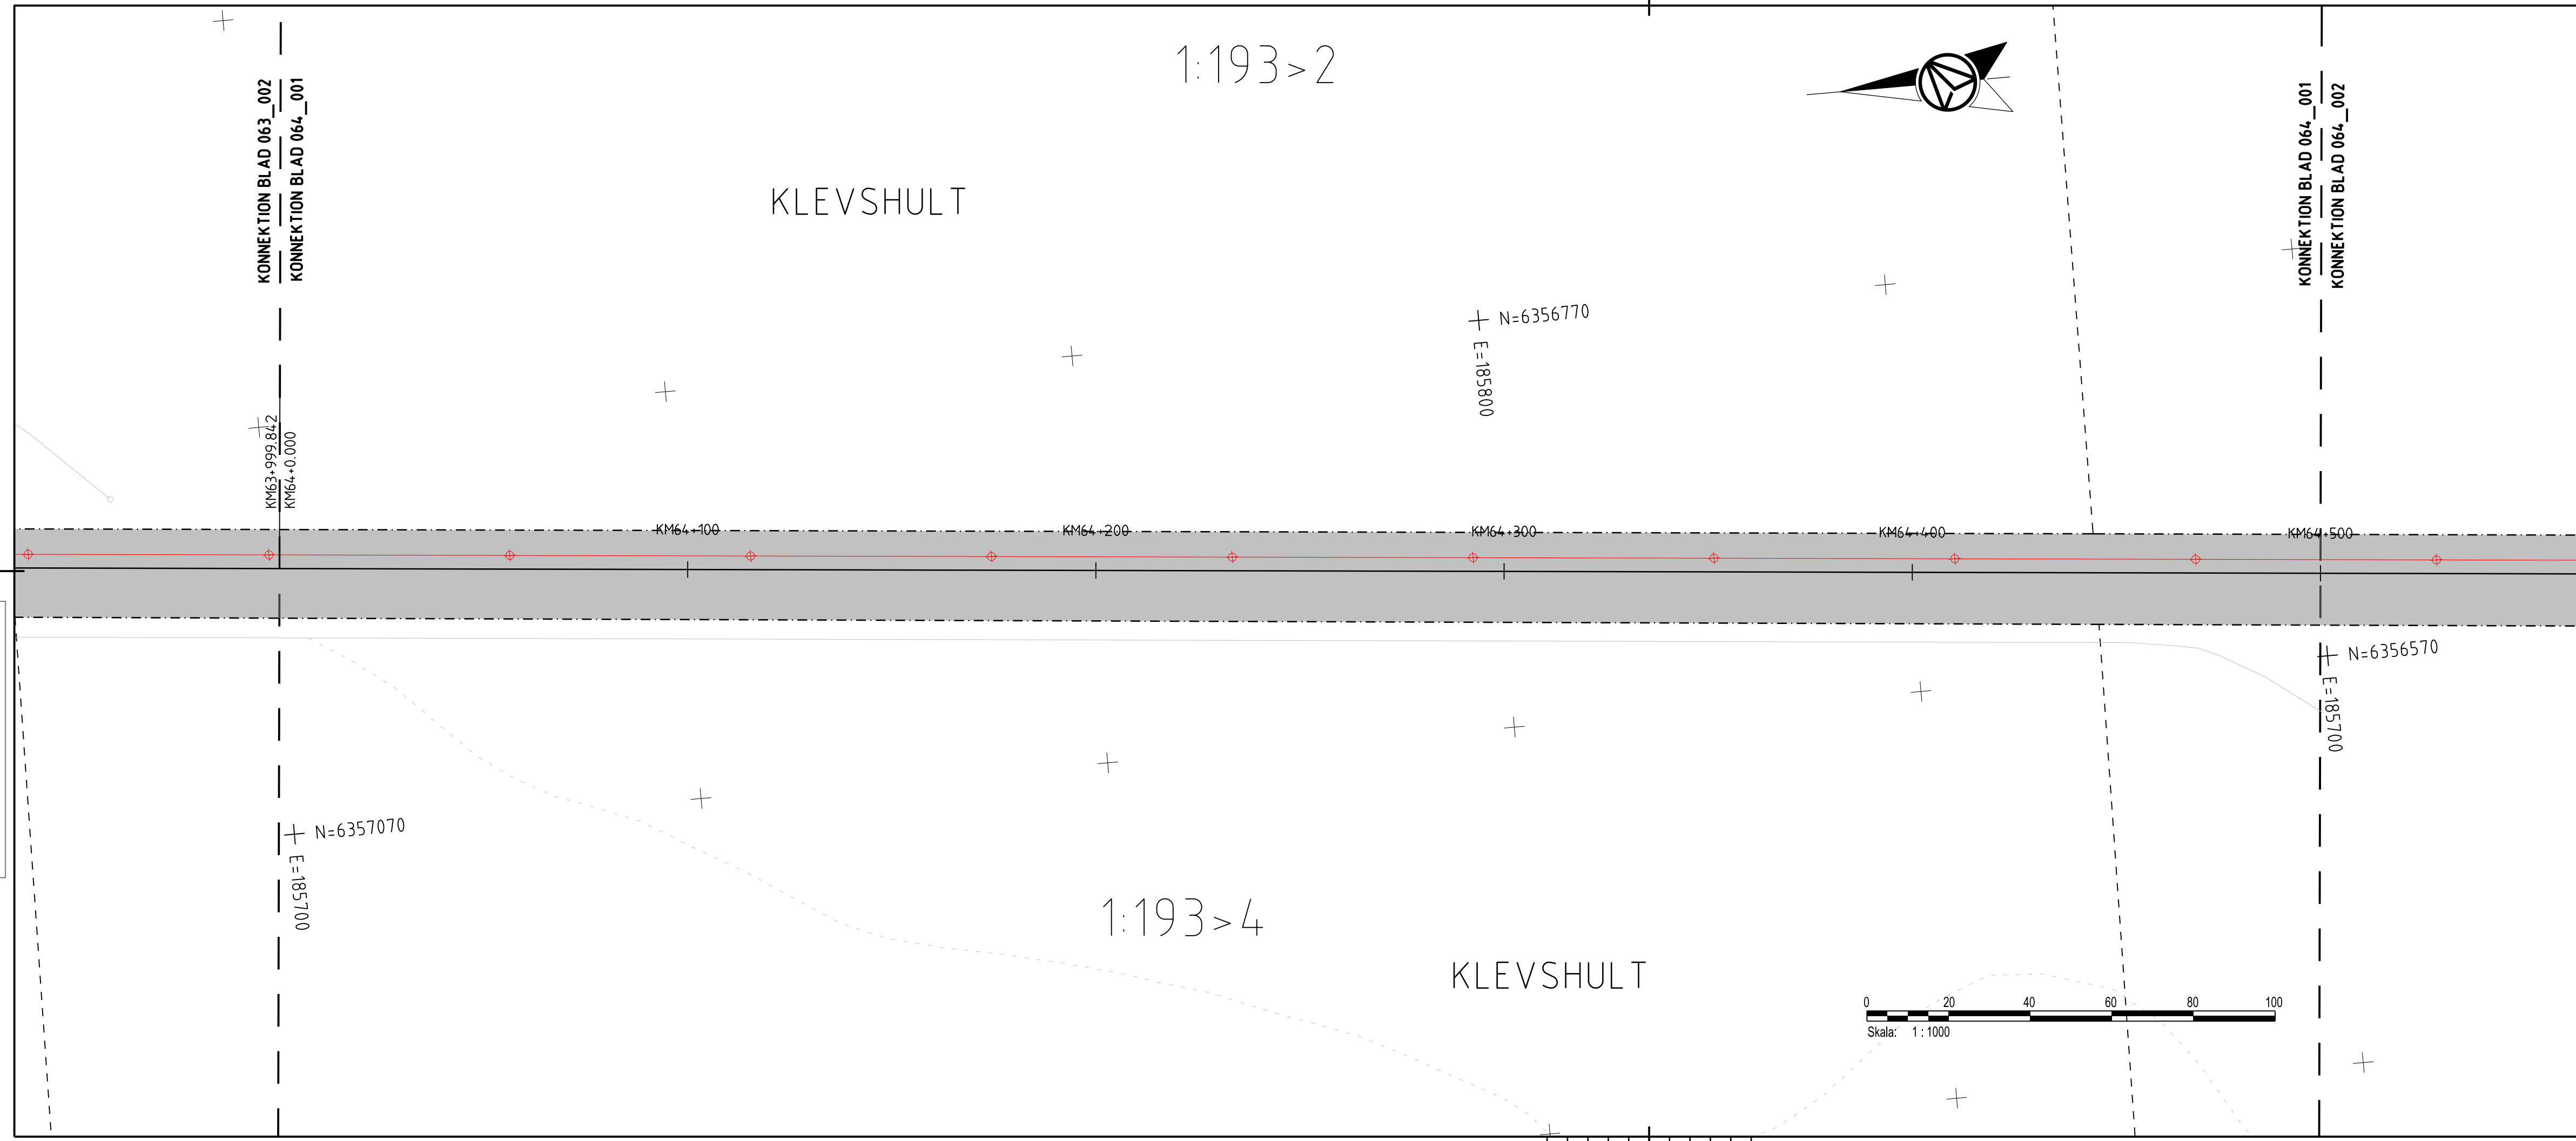 1:193>2
KONNEKTION BLAD 063_002
KONNEKTION BLAD 064_001
KONNEKTION BLAD 064_001
KONNEKTION BLAD 064_002
KLEVSHULT
N=6356770
E=185800
KM63+999.842
KM64+0.000
KM64+100
KM64+200
KM64+300
KM64+400
KM64+500
N=6356570
E=185700
N=6357070
E=185700
1:193>4
KLEVSHULT
0 20 40 60 80 100
Skala: 1 : 1000